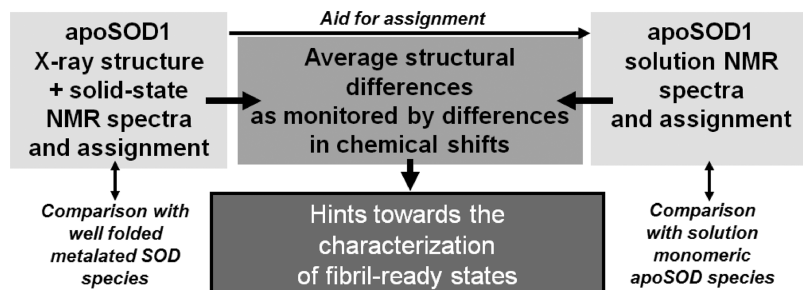 Aid for assignment
apoSOD1
X-ray structure
+ solid-state
NMR spectra
and assignment
Average structural
differences
as monitored by differences
in chemical shifts
apoSOD1
solution NMR
spectra
and assignment
Comparison with
well folded
metalated SOD
species
Hints towards the
characterization
of fibril-ready states
Comparison
with solution
monomeric
apoSOD species